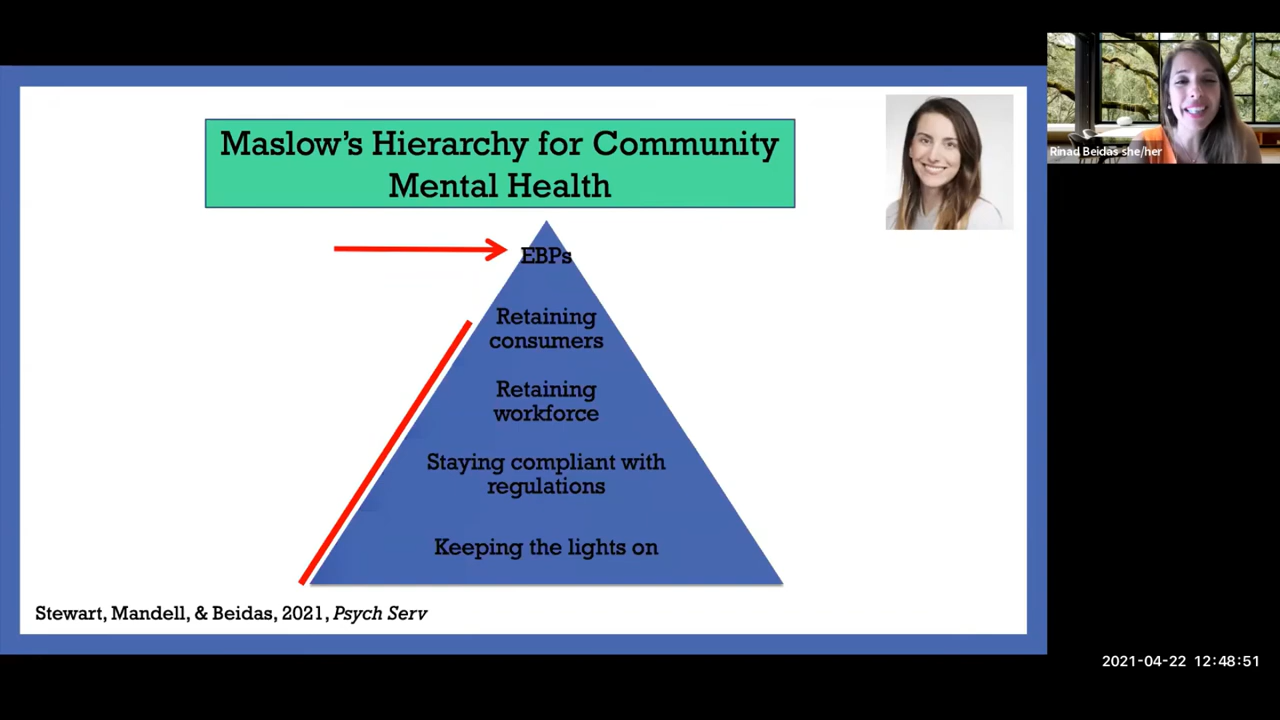 Maslow's Hierarchy for Community
Mental Health
Rinad Beidas she/her
EBPs
Retaining
consumers
Retaining
workforce
Staying compliant with
regulations
Keeping the lights on
Stewart, Mandell, & Beidas, 2021, Psych Serv
2021-04-22 12:48:51